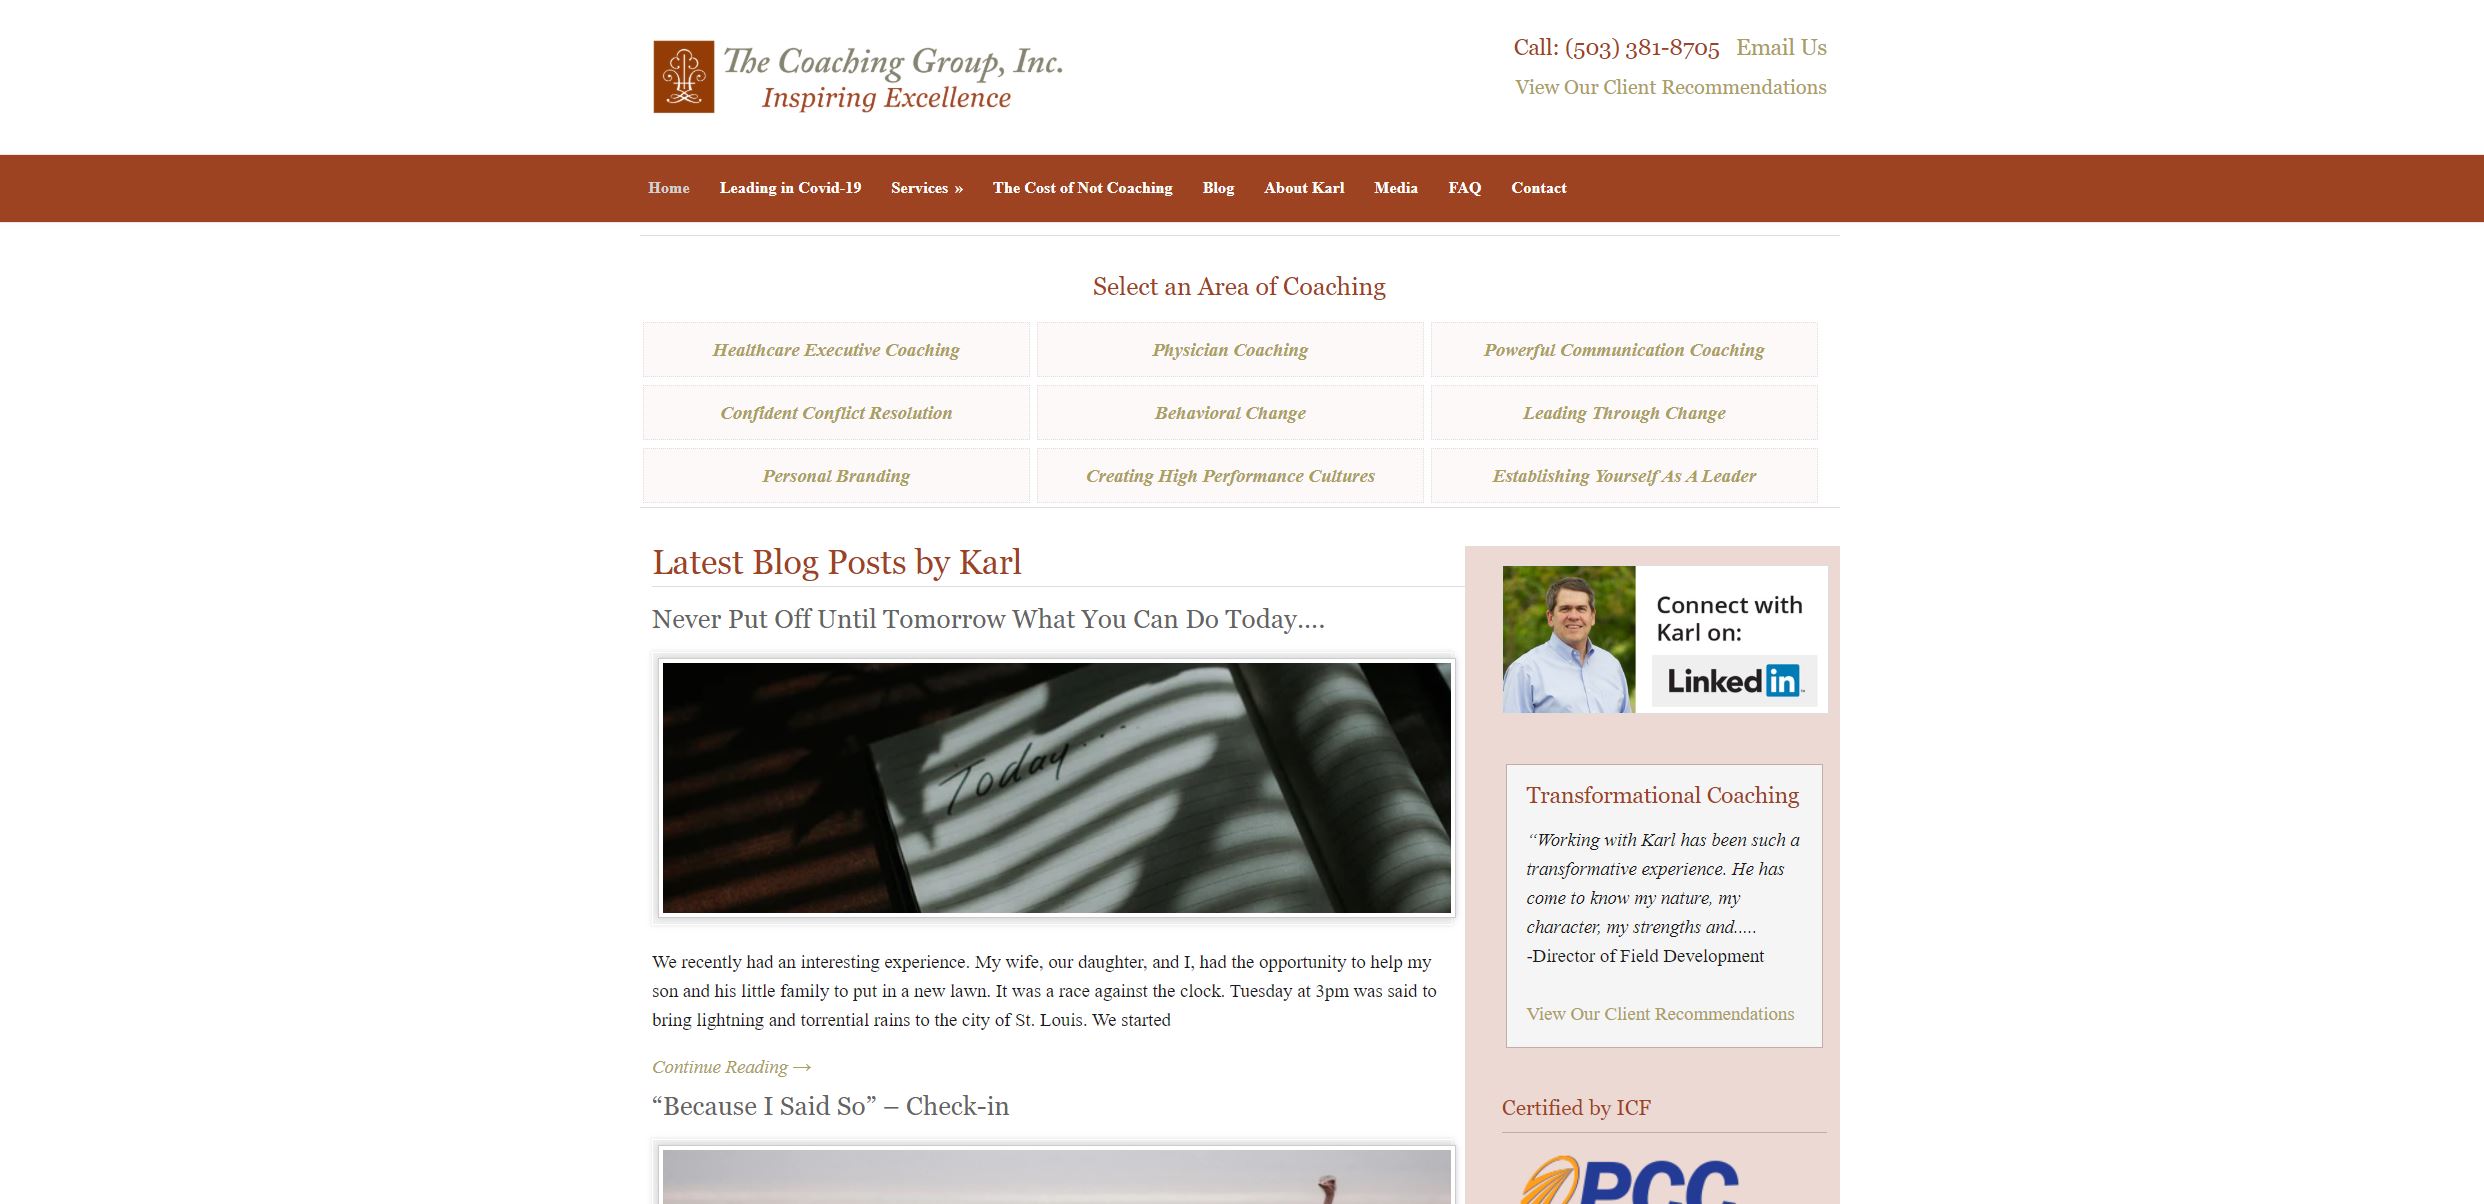 The Coaching Group, Inc.
Inspiring Excellence
Call: (503) 381-8705 Email Us
View Our Client Recommendations
Home Leading in Covid-19 Services » The Cost of Not Coaching Blog About Karl Media FAQ Contact
Select an Area of Coaching
Healthcare Executive Coaching Physician Coaching Powerful Communication Coaching
Confident Conflict Resolution Behavioral Change Leading Through Change
Personal Branding Creating High Performance Cultures Establishing Yourself As A Leader
Latest Blog Posts by Karl
Never Put Off Until Tomorrow What You Can Do Today….
Today....
We recently had an interesting experience. My wife, our daughter, and I, had the opportunity to help my
son and his little family to put in a new lawn. It was a race against the clock. Tuesday at 3pm was said to
bring lightning and torrential rains to the city of St. Louis. We started
Continue Reading →
“Because I Said So” – Check-in
Connect with
Karl on:
LinkedIn
Transformational Coaching
“Working with Karl has been such a
transformative experience. He has
come to know my nature, my
character, my strengths and.....
-Director of Field Development
View Our Client Recommendations
Certified by ICF
PCC